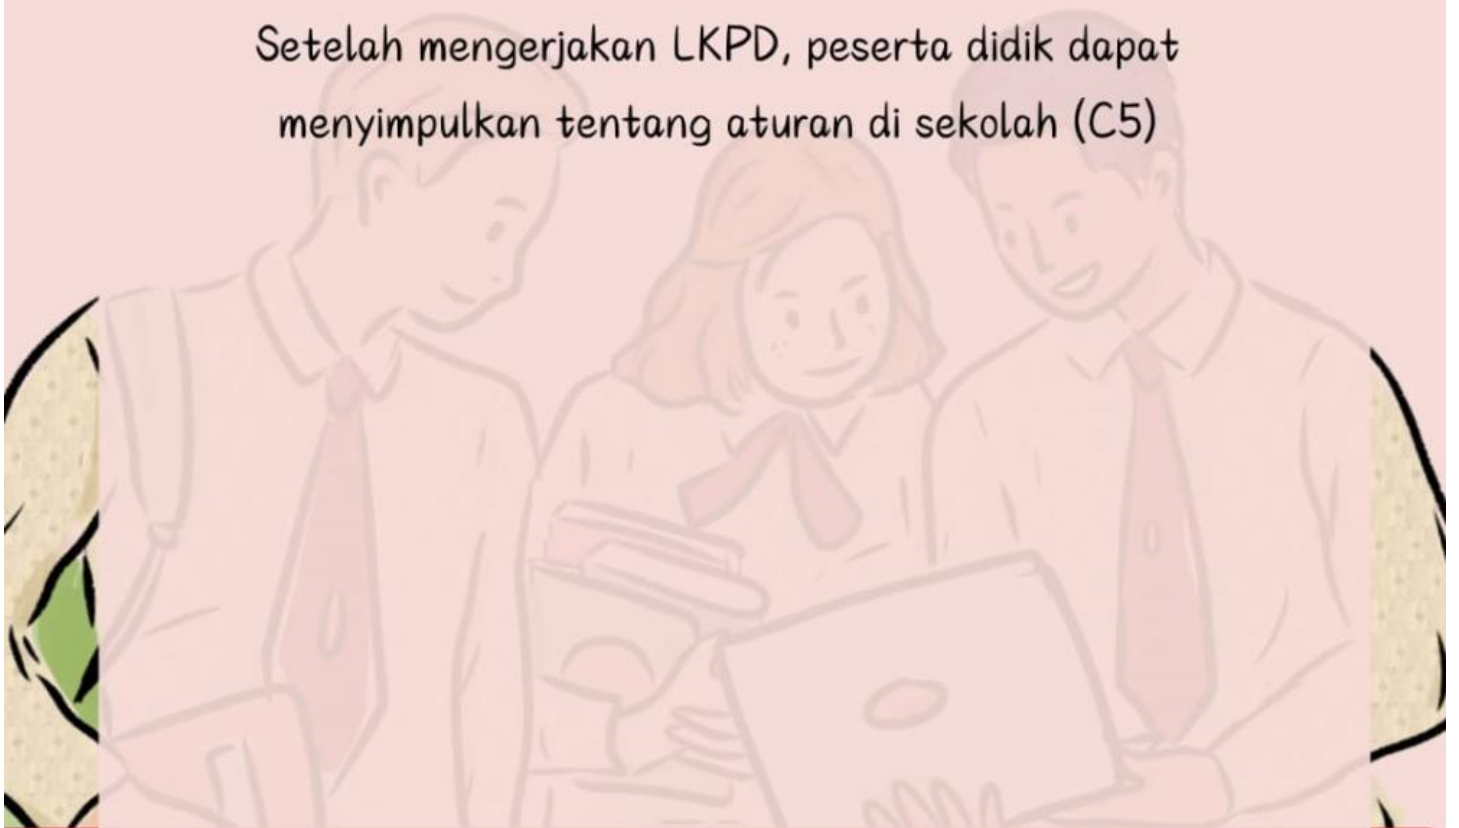 Setelah mengerjakan LKPD, peserta didik dapat
menyimpulkan tentang aturan di sekolah (C5)